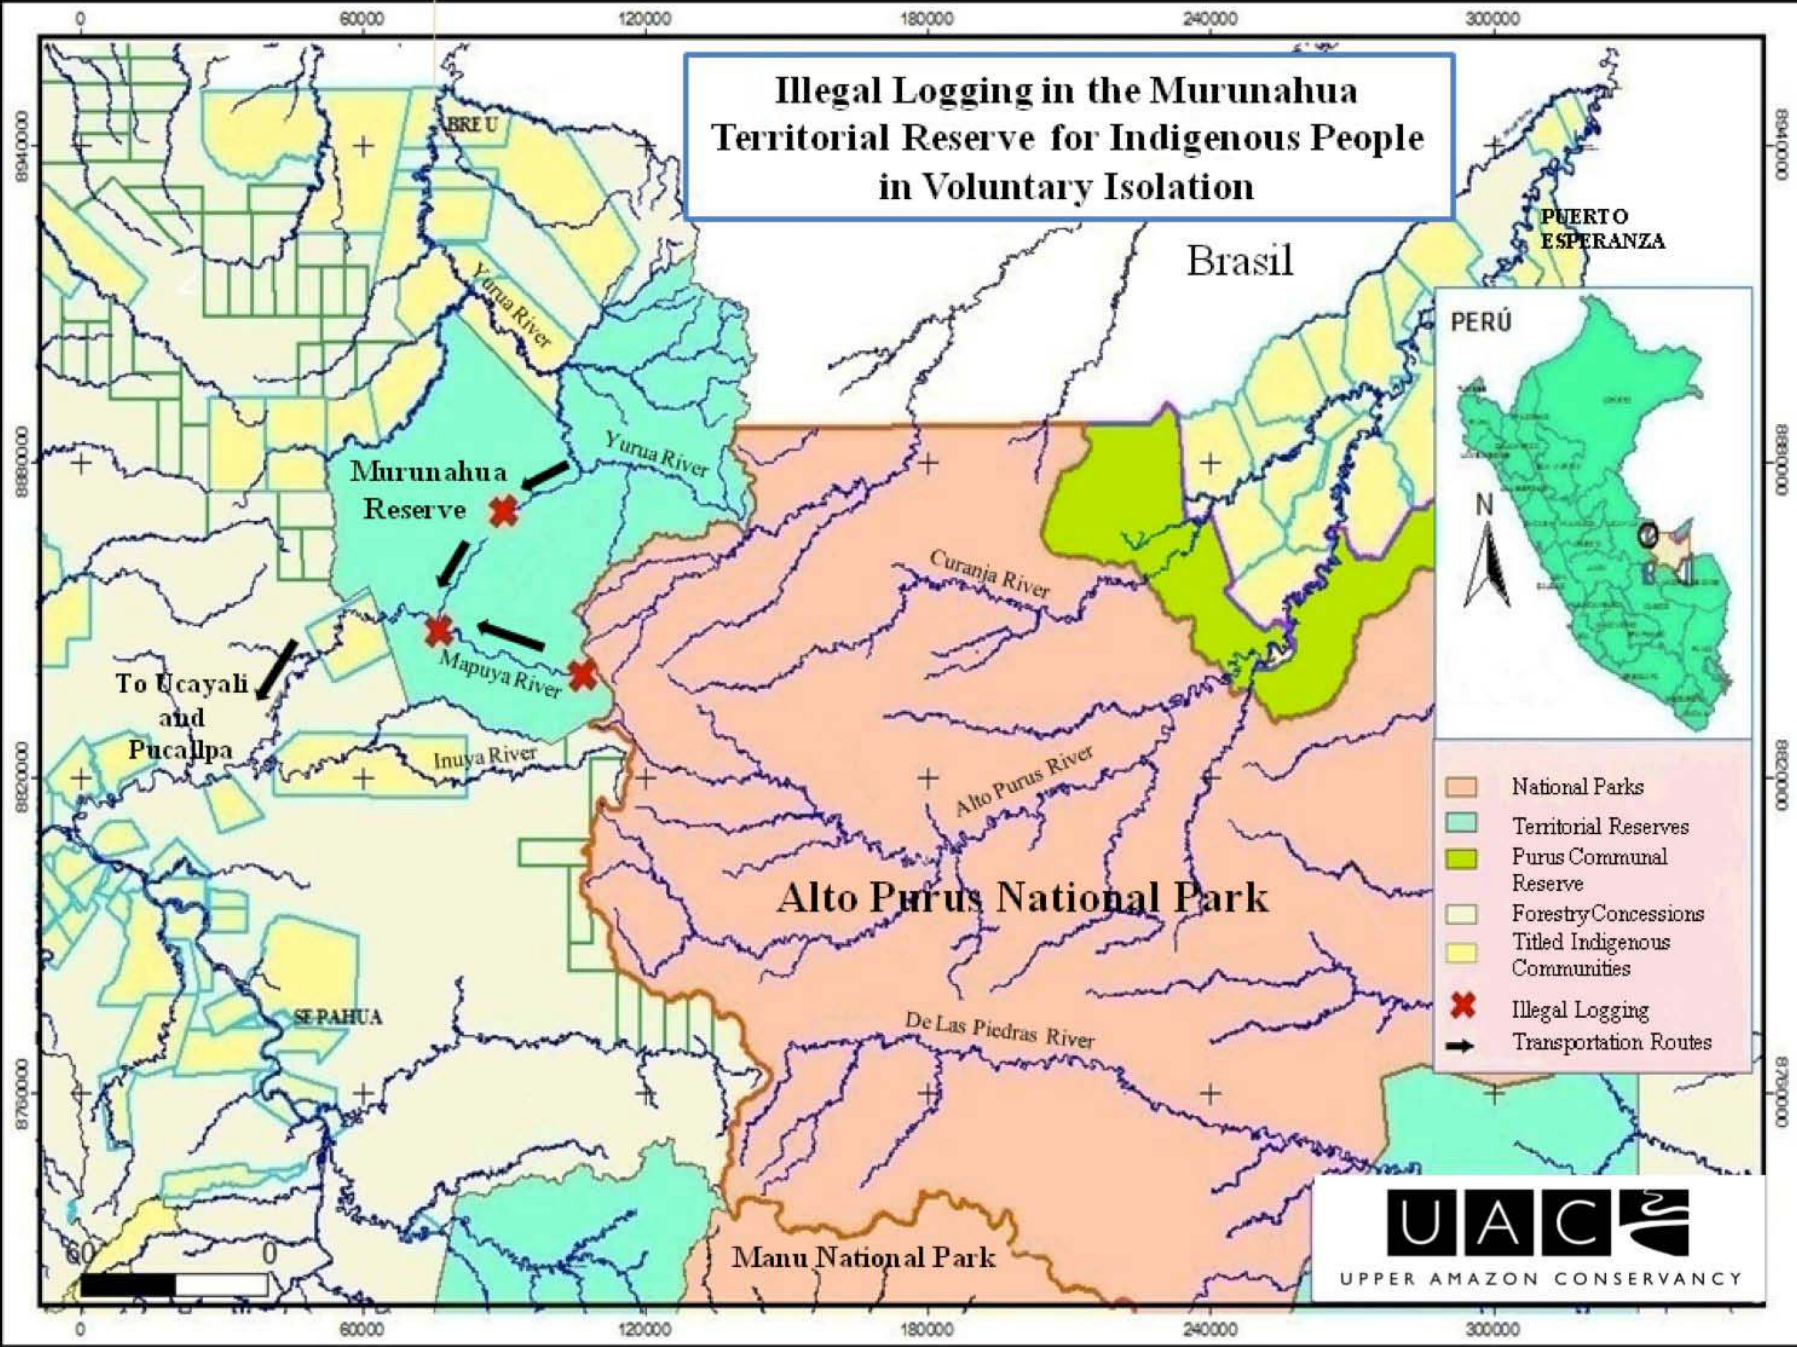 0 60000 120000 180000 240000 300000
Illegal Logging in the Murunahua
Territorial Reserve for Indigenous People
in Voluntary Isolation
8940000
8940000
BREU
PUERTO
ESPERANZA
Brasil
Yurua River
PERÚ
Yurua River
8880000
8880000
Murunahua
Reserve
N
Curanja River
Mapuya River
To Ucayali
and
Pucallpa
Inuya River
8820000
8820000
Alto Purus River
National Parks
Territorial Reserves
Purus Communal
Reserve
Forestry Concessions
Titled Indigenous
Communities
Illegal Logging
Transportation Routes
Alto Purus National Park
SEPAHUA
De Las Piedras River
8760000
8760000
Manu National Park
60 0
UAC
UPPER AMAZON CONSERVANCY
0 60000 120000 180000 240000 300000